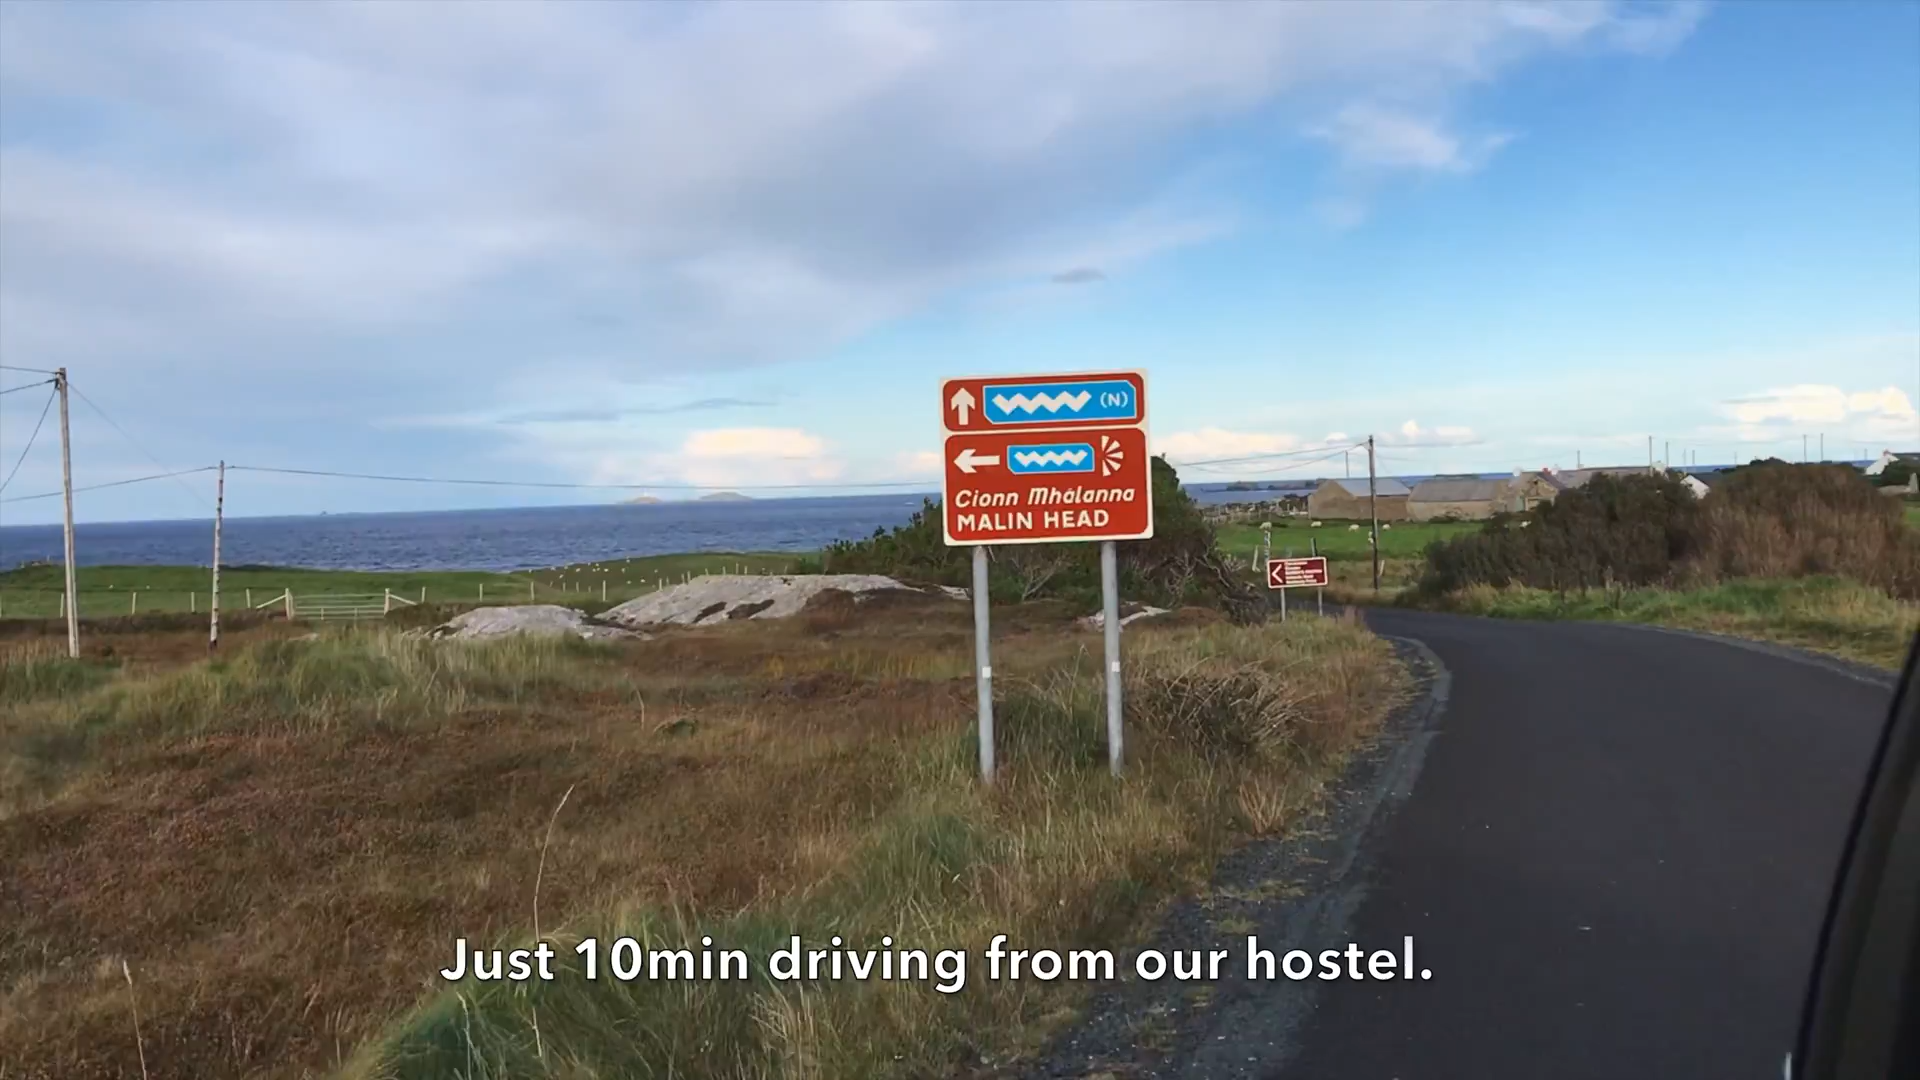 (N)
Cionn Mhálanna
MALIN HEAD
Just 10min driving from our hostel.